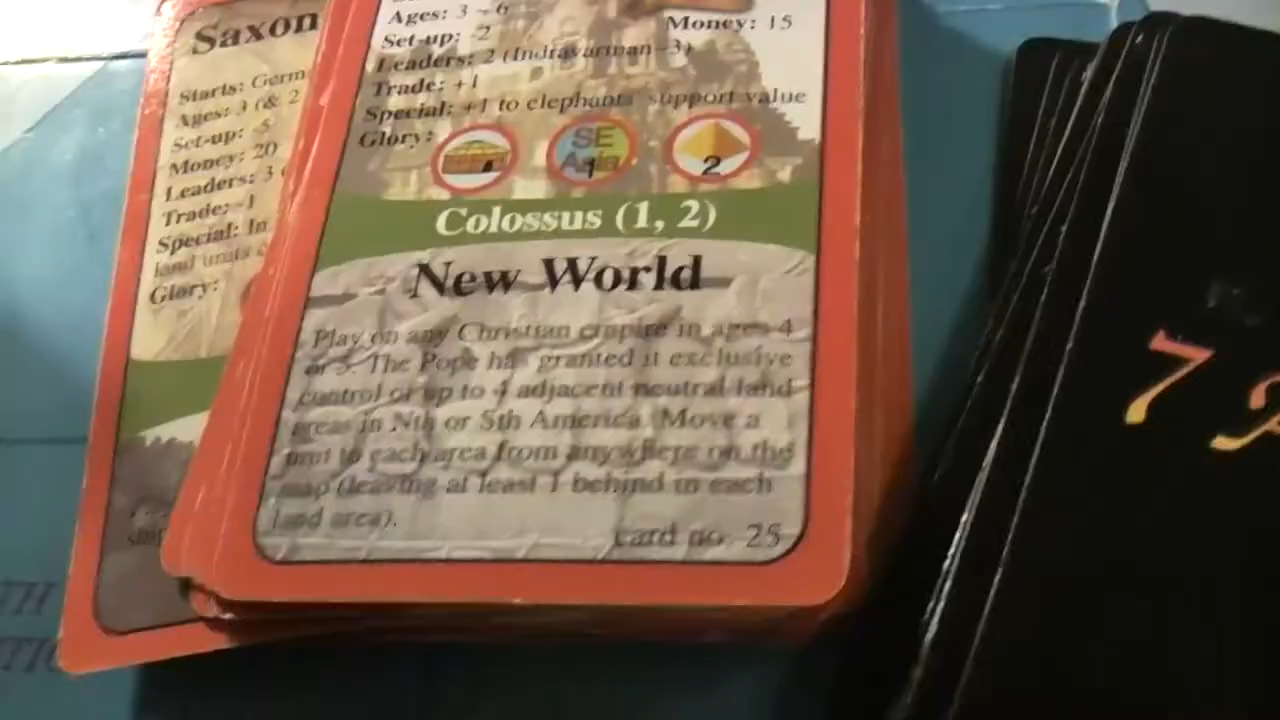 Saxon
Starts: Germ
Ages: 3 (& 2
Set-up: -5
Money: 20
Leaders: 3
Trade: -1
Special: In
land units
Glory:
Ages: 3 - 6
Money: 15
Set-up: -2
Leaders: 2 (Indravarman-3)
Trade: +1
Special: +1 to elephants support value
Glory:
4
SE
Asia
1
2
Colossus (1, 2)
New World
Play on any Christian empire in ages 4
or 5. The Pope has granted it exclusive
control of up to 4 adjacent neutral land
areas in Nth or Sth America. Move a
unit to each area from anywhere on the
map (leaving at least 1 behind in each
land area).
card no. 25
7